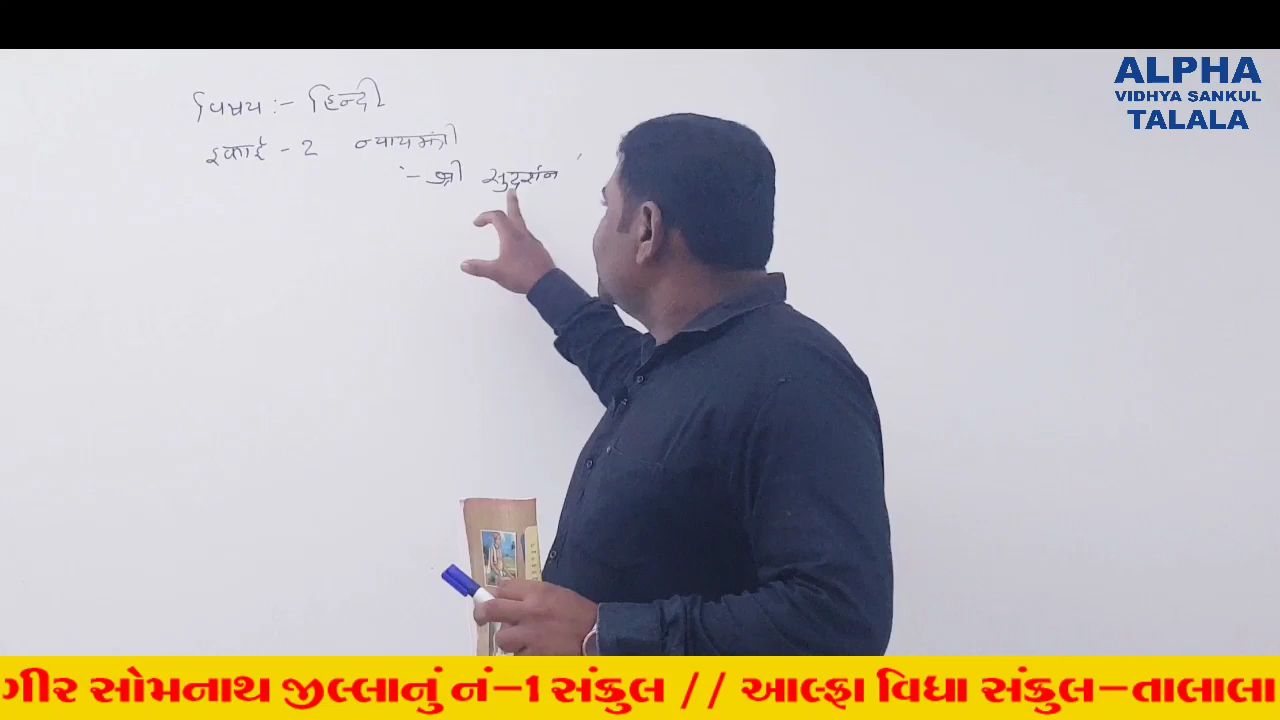 विषय :- हिन्दी
इकाई - 2 न्यायमंत्री
:- श्री सुदर्शन
ALPHA
VIDHYA SANKUL
TALALA
ગીર સોમનાથ જીલ્લાનું નં-1 સંકુલ // આલ્ફા વિધા સંકુલ-તાલાલા